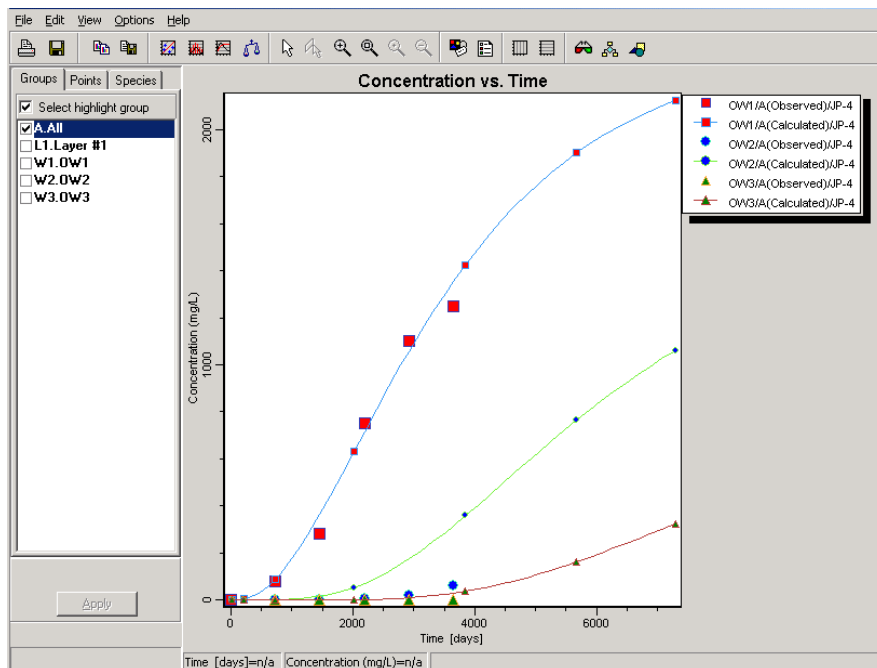 File Edit View Options Help
Groups Points Species
Select highlight group
A.All
L1.Layer #1
W1.OW1
W2.OW2
W3.OW3
Apply
Concentration vs. Time
Concentration (mg/L)
2000
1000
0
0 2000 4000 6000
Time [days]
OW1/A(Observed)/JP-4
OW1/A(Calculated)/JP-4
OW2/A(Observed)/JP-4
OW2/A(Calculated)/JP-4
OW3/A(Observed)/JP-4
OW3/A(Calculated)/JP-4
Time [days]=n/a Concentration (mg/L)=n/a